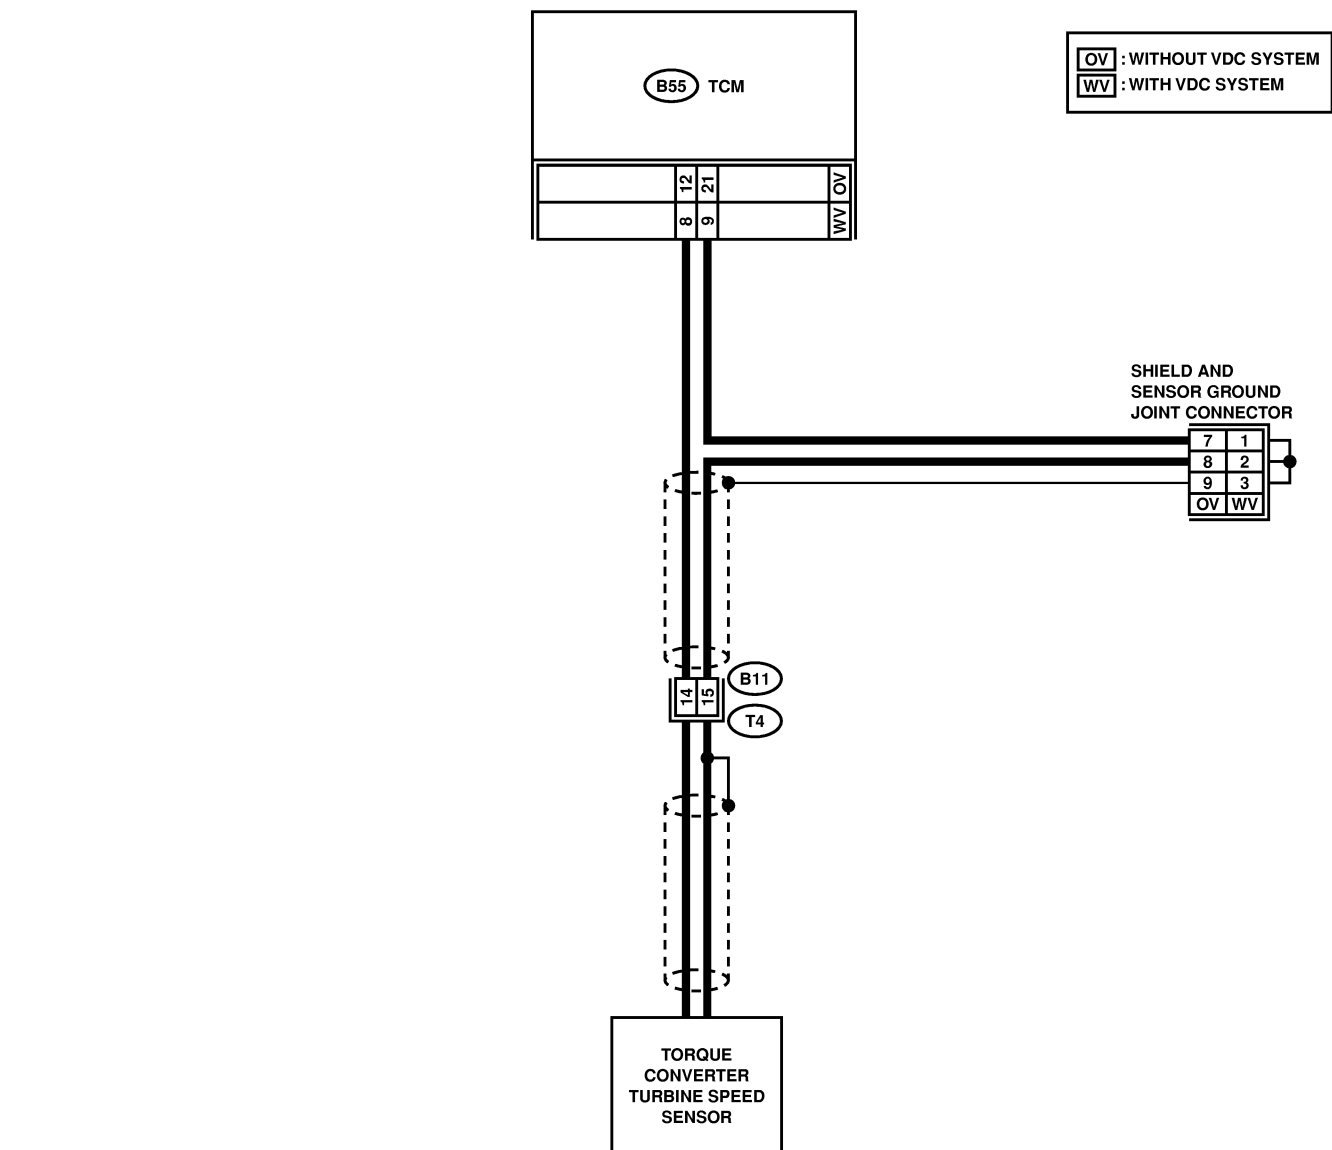 B55 TCM
OV : WITHOUT VDC SYSTEM
WV : WITH VDC SYSTEM
12 21 OV
8 9 WV
SHIELD AND
SENSOR GROUND
JOINT CONNECTOR
7 1
8 2
9 3
OV WV
B11
14 15
T4
TORQUE
CONVERTER
TURBINE SPEED
SENSOR